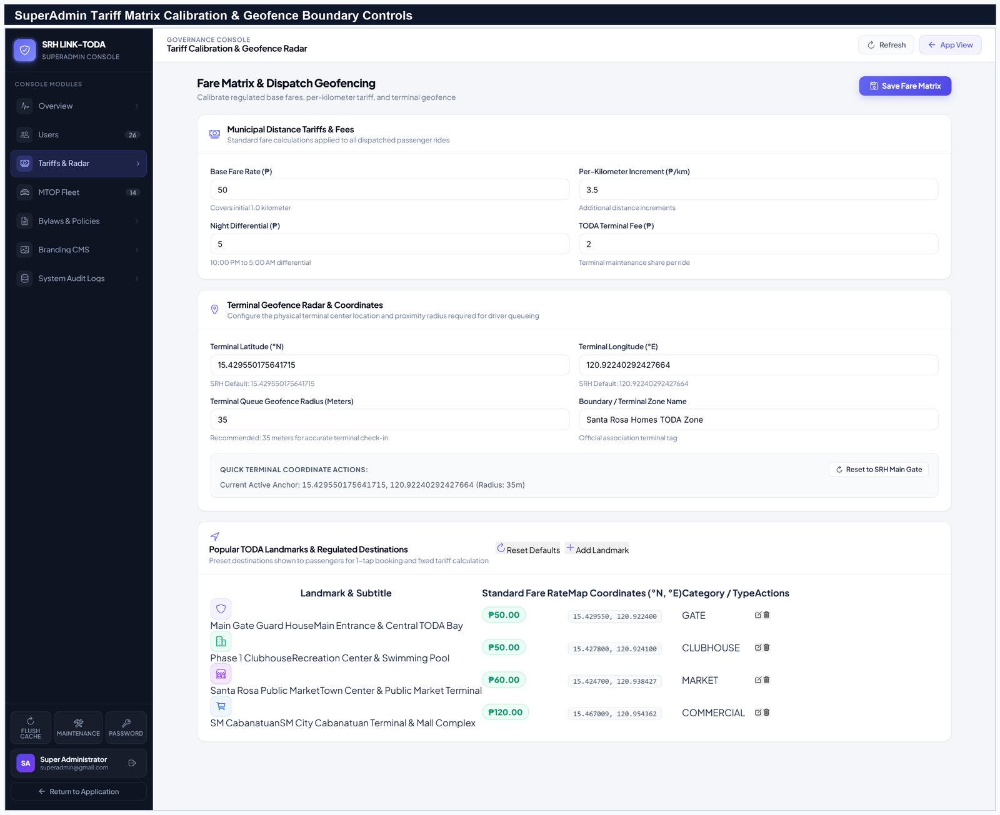 SuperAdmin Tariff Matrix Calibration & Geofence Boundary Controls
SRH LINK-TODA
SUPERADMIN CONSOLE
CONSOLE MODULES
Overview
Users 26
Tariffs & Radar
MTOP Fleet 14
Bylaws & Policies
Branding CMS
System Audit Logs
FLUSH CACHE
MAINTENANCE
PASSWORD
SA
Super Administrator
superadmin@gmail.com
Return to Application
GOVERNANCE CONSOLE
Tariff Calibration & Geofence Radar
Refresh
App View
Fare Matrix & Dispatch Geofencing
Calibrate regulated base fares, per-kilometer tariff, and terminal geofence
Save Fare Matrix
Municipal Distance Tariffs & Fees
Standard fare calculations applied to all dispatched passenger rides
Base Fare Rate (₱)
50
Covers initial 1.0 kilometer
Per-Kilometer Increment (₱/km)
3.5
Additional distance increments
Night Differential (₱)
5
10:00 PM to 5:00 AM differential
TODA Terminal Fee (₱)
2
Terminal maintenance share per ride
Terminal Geofence Radar & Coordinates
Configure the physical terminal center location and proximity radius required for driver queueing
Terminal Latitude (°N)
15.429550175641715
SRH Default: 15.429550175641715
Terminal Longitude (°E)
120.92240292427664
SRH Default: 120.92240292427664
Terminal Queue Geofence Radius (Meters)
35
Recommended: 35 meters for accurate terminal check-in
Boundary / Terminal Zone Name
Santa Rosa Homes TODA Zone
Official association terminal tag
QUICK TERMINAL COORDINATE ACTIONS:
Reset to SRH Main Gate
Current Active Anchor: 15.429550175641715, 120.92240292427664 (Radius: 35m)
Popular TODA Landmarks & Regulated Destinations
Preset destinations shown to passengers for 1-tap booking and fixed tariff calculation
Reset Defaults
Add Landmark
Landmark & Subtitle Standard Fare Rate Map Coordinates (°N, °E) Category / Type Actions
Main Gate Guard HouseMain Entrance & Central TODA Bay ₱50.00 15.429550, 120.922400 GATE
Phase 1 ClubhouseRecreation Center & Swimming Pool ₱50.00 15.427800, 120.924100 CLUBHOUSE
Santa Rosa Public MarketTown Center & Public Market Terminal ₱60.00 15.424700, 120.938427 MARKET
SM CabanatuanSM City Cabanatuan Terminal & Mall Complex ₱120.00 15.467009, 120.954362 COMMERCIAL